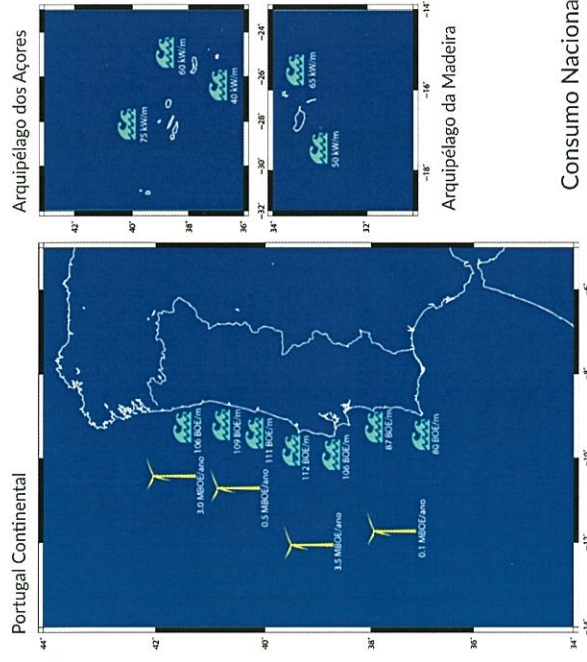 Portugal Continental
44°
42°
40°
38°
36°
34°
-14°
-12°
-10°
-8°
-6°
3.0 MBOE/ano
0.5 MBOE/ano
3.5 MBOE/ano
0.1 MBOE/ano
106 BOE/m
109 BOE/m
111 BOE/m
112 BOE/m
106 BOE/m
87 BOE/m
80 BOE/m
Arquipélago dos Açores
42°
40°
38°
36°
-32°
-30°
-28°
-26°
-24°
75 kW/m
60 kW/m
40 kW/m
34°
32°
-18°
-16°
-14°
65 kW/m
50 kW/m
Arquipélago da Madeira
Consumo Naciona